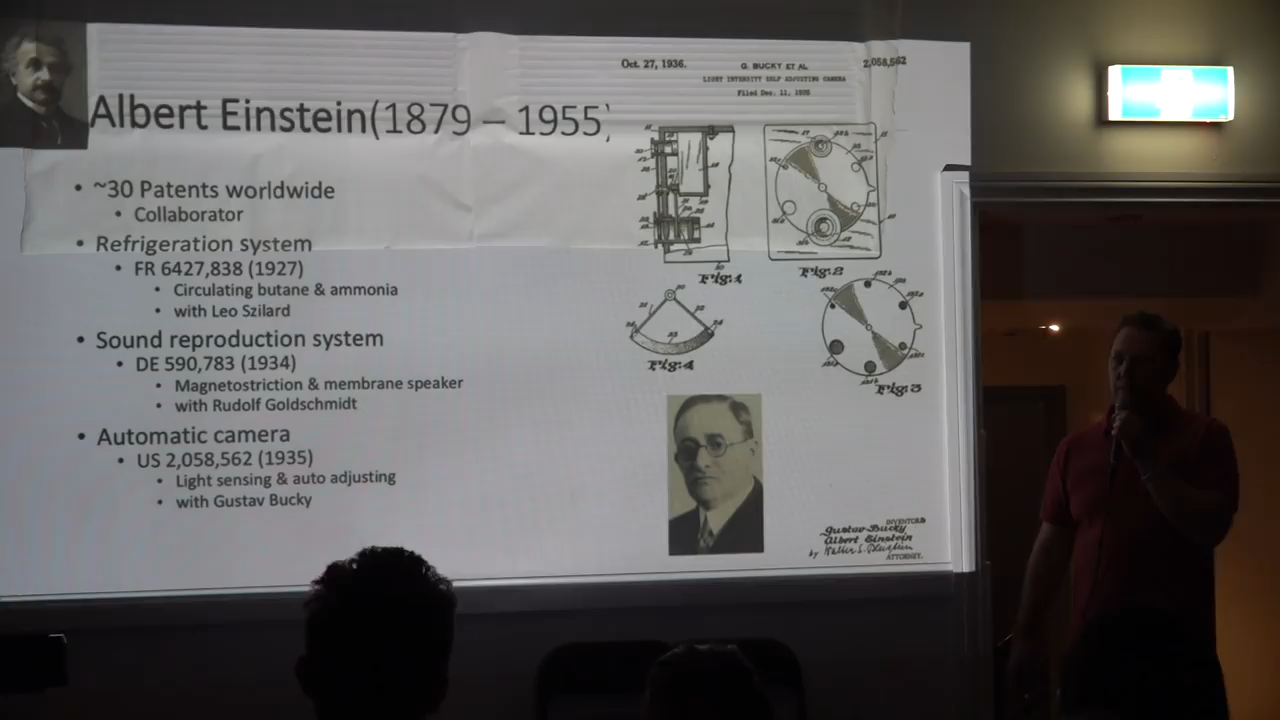 Albert Einstein(1879 – 1955)
• ~30 Patents worldwide
• Collaborator
• Refrigeration system
• FR 6427,838 (1927)
• Circulating butane & ammonia
• with Leo Szilard
• Sound reproduction system
• DE 590,783 (1934)
• Magnetostriction & membrane speaker
• with Rudolf Goldschmidt
• Automatic camera
• US 2,058,562 (1935)
• Light sensing & auto adjusting
• with Gustav Bucky
Oct. 27, 1936.
G. BUCKY ET AL
2,058,562
LIGHT INTENSITY SELF ADJUSTING CAMERA
Filed Dec. 11, 1935
Fig.1
Fig.2
Fig.4
Fig.3
INVENTORS
Gustav Bucky
Albert Einstein
by
ATTORNEY.